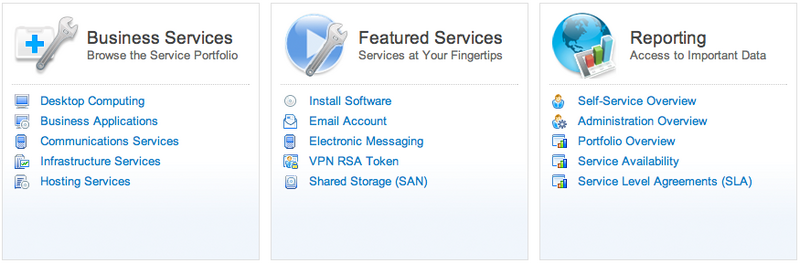 Business Services
Browse the Service Portfolio
Desktop Computing
Business Applications
Communications Services
Infrastructure Services
Hosting Services
Featured Services
Services at Your Fingertips
Install Software
Email Account
Electronic Messaging
VPN RSA Token
Shared Storage (SAN)
Reporting
Access to Important Data
Self-Service Overview
Administration Overview
Portfolio Overview
Service Availability
Service Level Agreements (SLA)